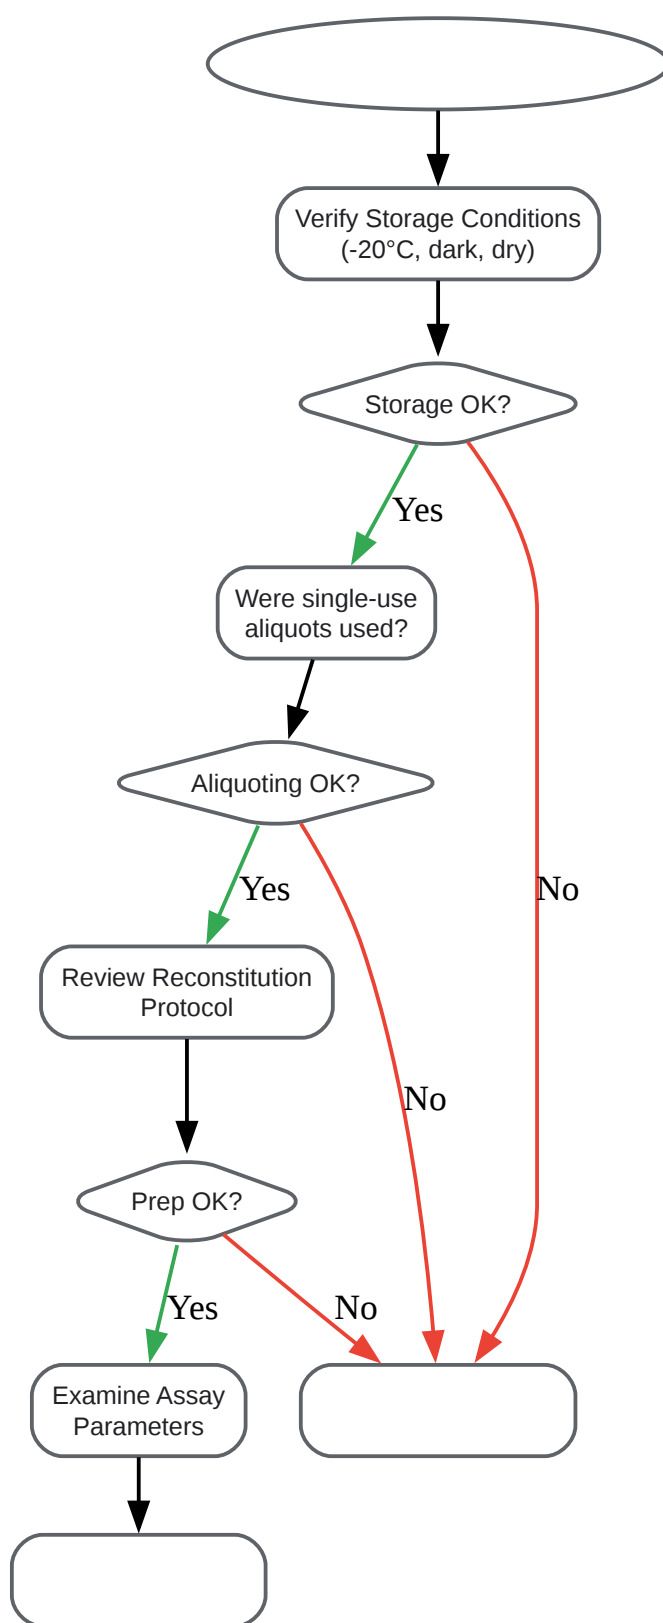 Verify Storage Conditions
(-20°C, dark, dry)
Storage OK?
Yes
Were single-use
aliquots used?
Aliquoting OK?
Yes
No
Review Reconstitution
Protocol
No
Prep OK?
Yes
No
Examine Assay
Parameters